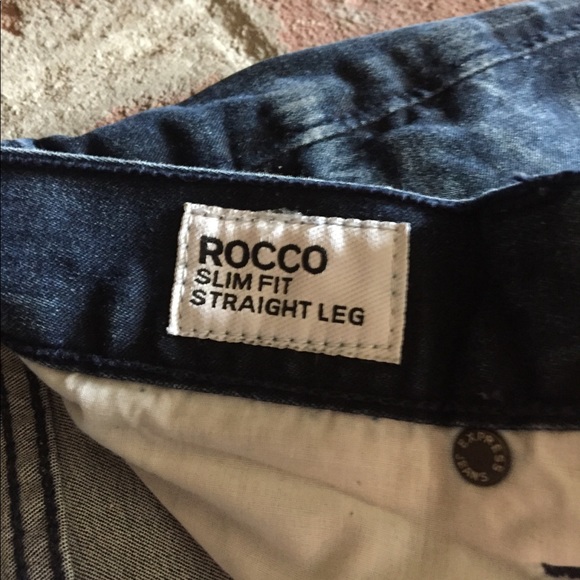 ROCCO
SLIM FIT
STRAIGHT LEG
EXPRESS
JEANS